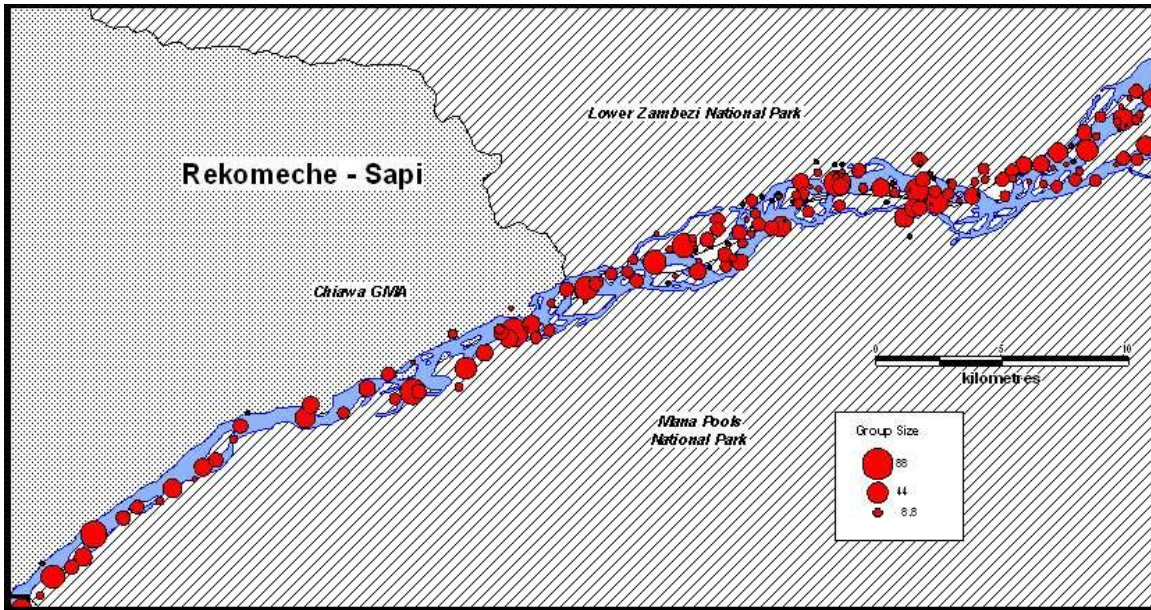 Lower Zambezi National Park
Rekomeche - Sapi
Chiawa GMA
0 5 10
kilometres
Mana Pools
National Park
Group Size
88
44
8.8